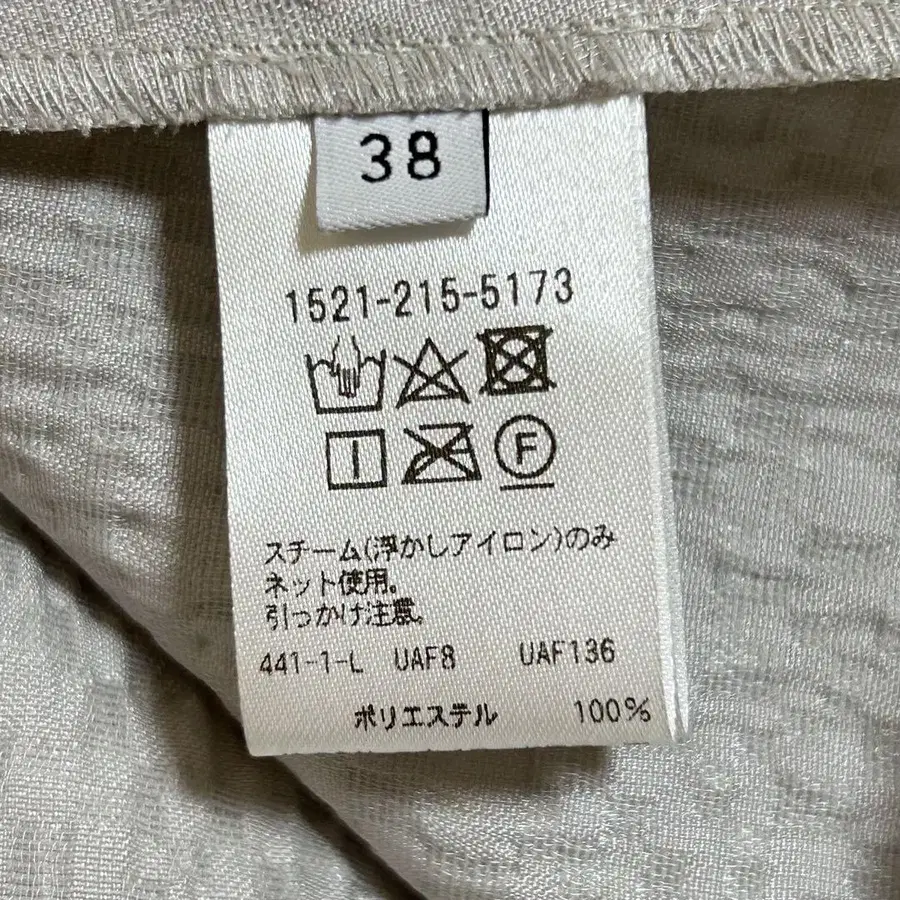 38
1521-215-5173
F
スチーム(浮かしアイロン)のみ
ネット使用。
引っかけ注意。
441-1-L UAF8 UAF136
ポリエステル 100%